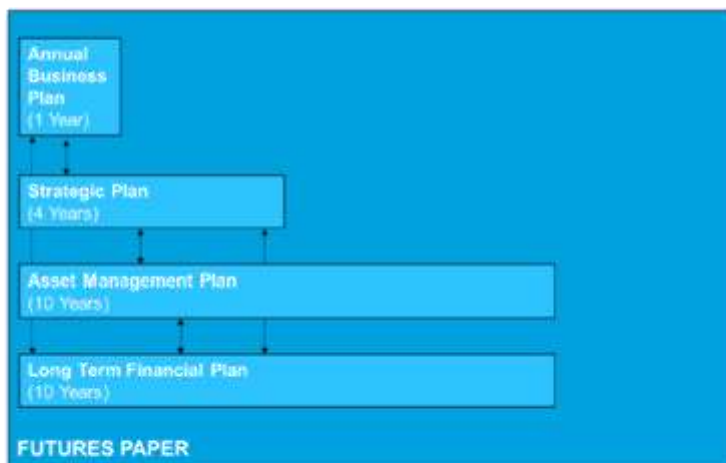 Annual
Business
Plan
(1 Year)
Strategic Plan
(4 Years)
Asset Management Plan
(10 Years)
Long Term Financial Plan
(10 Years)
FUTURES PAPER